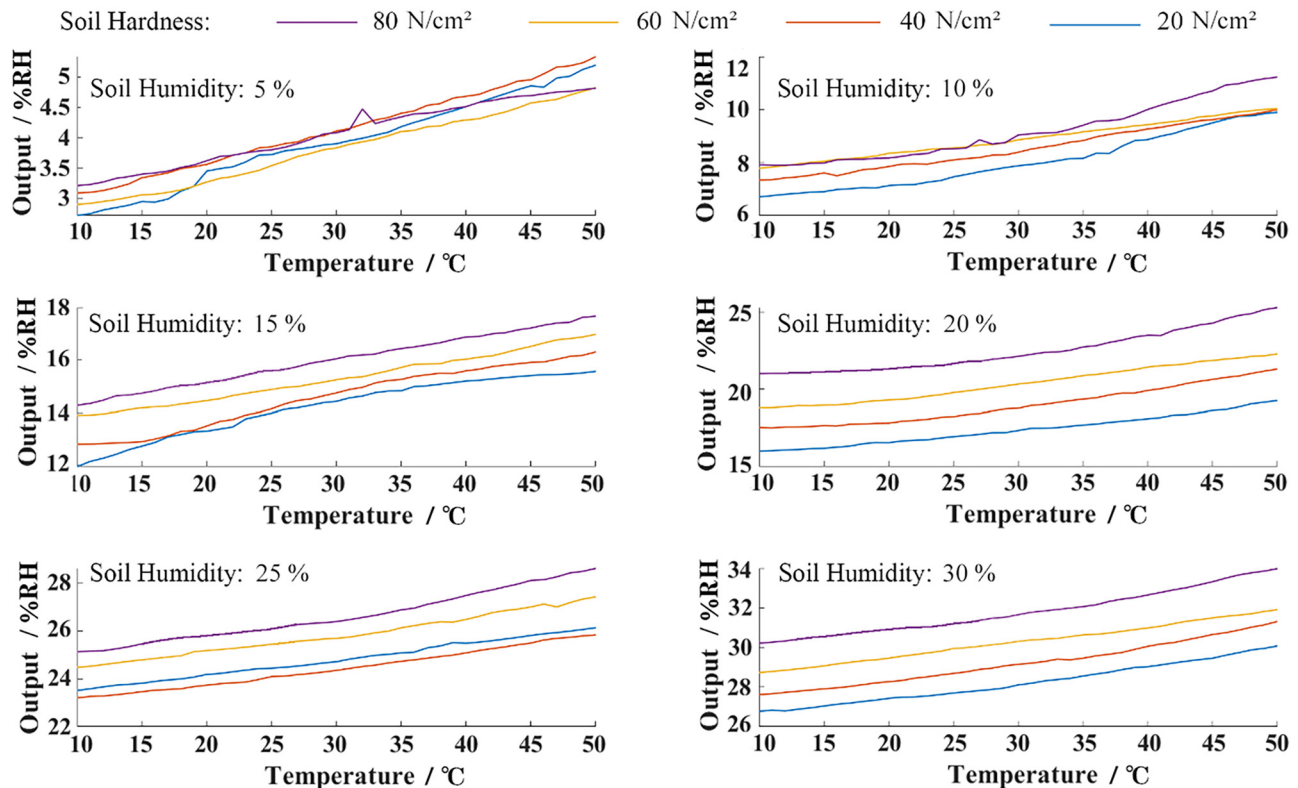 Soil Hardness: 80 N/cm² 60 N/cm² 40 N/cm² 20 N/cm²
Soil Humidity: 5 %
Output / %RH
5
4.5
4
3.5
3
10 15 20 25 30 35 40 45 50
Temperature / ℃
Soil Humidity: 10 %
Output / %RH
12
10
8
6
10 15 20 25 30 35 40 45 50
Temperature / ℃
Soil Humidity: 15 %
Output / %RH
18
16
14
12
10 15 20 25 30 35 40 45 50
Temperature / ℃
Soil Humidity: 20 %
Output / %RH
25
20
15
10 15 20 25 30 35 40 45 50
Temperature / ℃
Soil Humidity: 25 %
Output / %RH
28
26
24
22
10 15 20 25 30 35 40 45 50
Temperature / ℃
Soil Humidity: 30 %
Output / %RH
34
32
30
28
26
10 15 20 25 30 35 40 45 50
Temperature / ℃